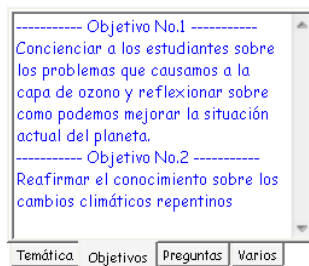 ----------- Objetivo No.1 -----------
Concienciar a los estudiantes sobre
los problemas que causamos a la
capa de ozono y reflexionar sobre
como podemos mejorar la situación
actual del planeta.
----------- Objetivo No.2 -----------
Reafirmar el conocimiento sobre los
cambios climáticos repentinos
Temática Objetivos Preguntas Varios